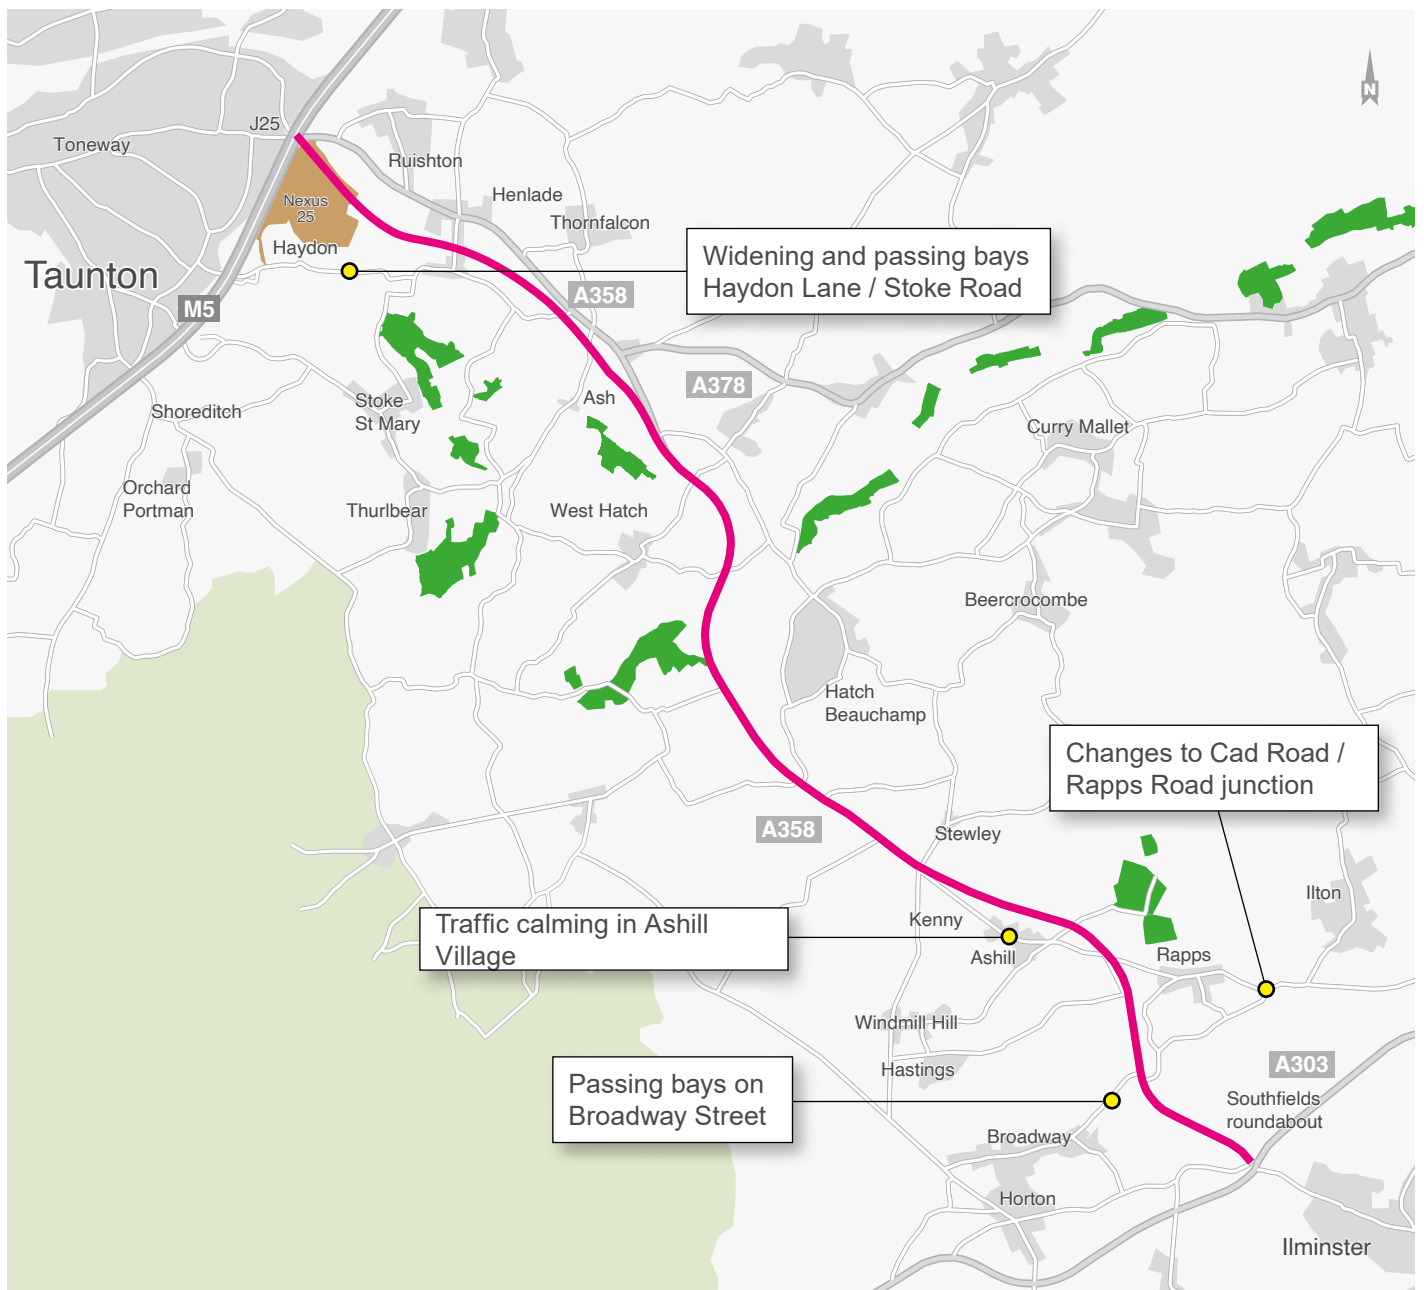 J25
Toneway
Ruishton
N
Henlade
Nexus
25
Thornfalcon
Haydon
Widening and passing bays
Haydon Lane / Stoke Road
Taunton
M5
A358
A378
Ash
Stoke
St Mary
Shoreditch
Curry Mallet
Orchard
Portman
Thurlbear
West Hatch
Beercrocombe
Hatch
Beauchamp
Changes to Cad Road /
Rapps Road junction
A358
Stewley
Ilton
Kenny
Traffic calming in Ashill
Village
Ashill
Rapps
Windmill Hill
Hastings
A303
Passing bays on
Broadway Street
Southfields
roundabout
Broadway
Horton
Ilminster